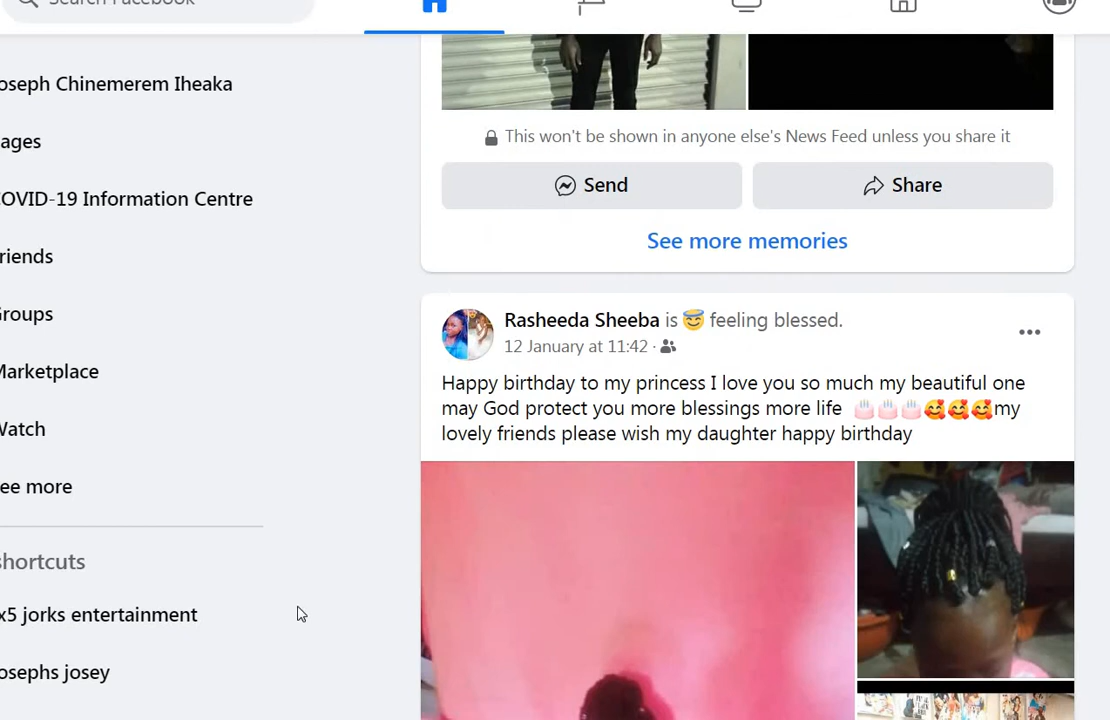 Search Facebook
oseph Chinemerem Iheaka
ages
OVID-19 Information Centre
riends
Groups
Marketplace
Watch
ee more
shortcuts
x5 jorks entertainment
osephs josey
This won't be shown in anyone else's News Feed unless you share it
Send
Share
See more memories
Rasheeda Sheeba is 😇 feeling blessed.
12 January at 11:42 ·
Happy birthday to my princess I love you so much my beautiful one
may God protect you more blessings more life 🎂🎂🎂🥰🥰🥰my
lovely friends please wish my daughter happy birthday